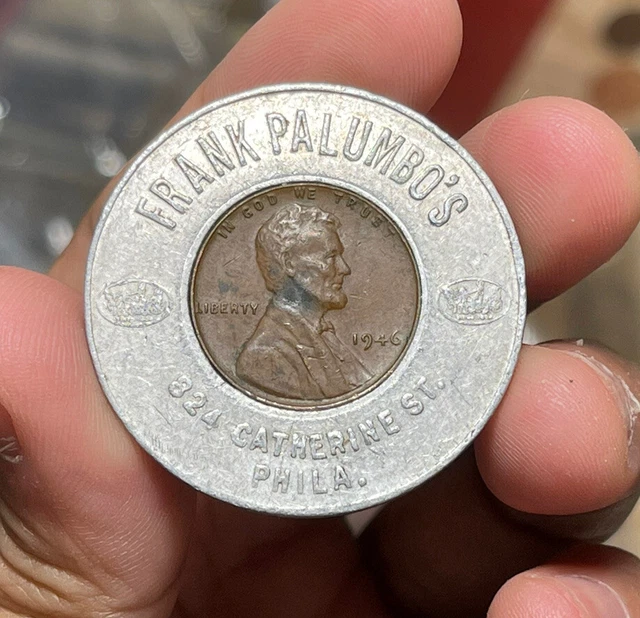 FRANK PALUMBO'S
IN GOD WE TRUST
LIBERTY
1946
824 CATHERINE ST.
PHILA.